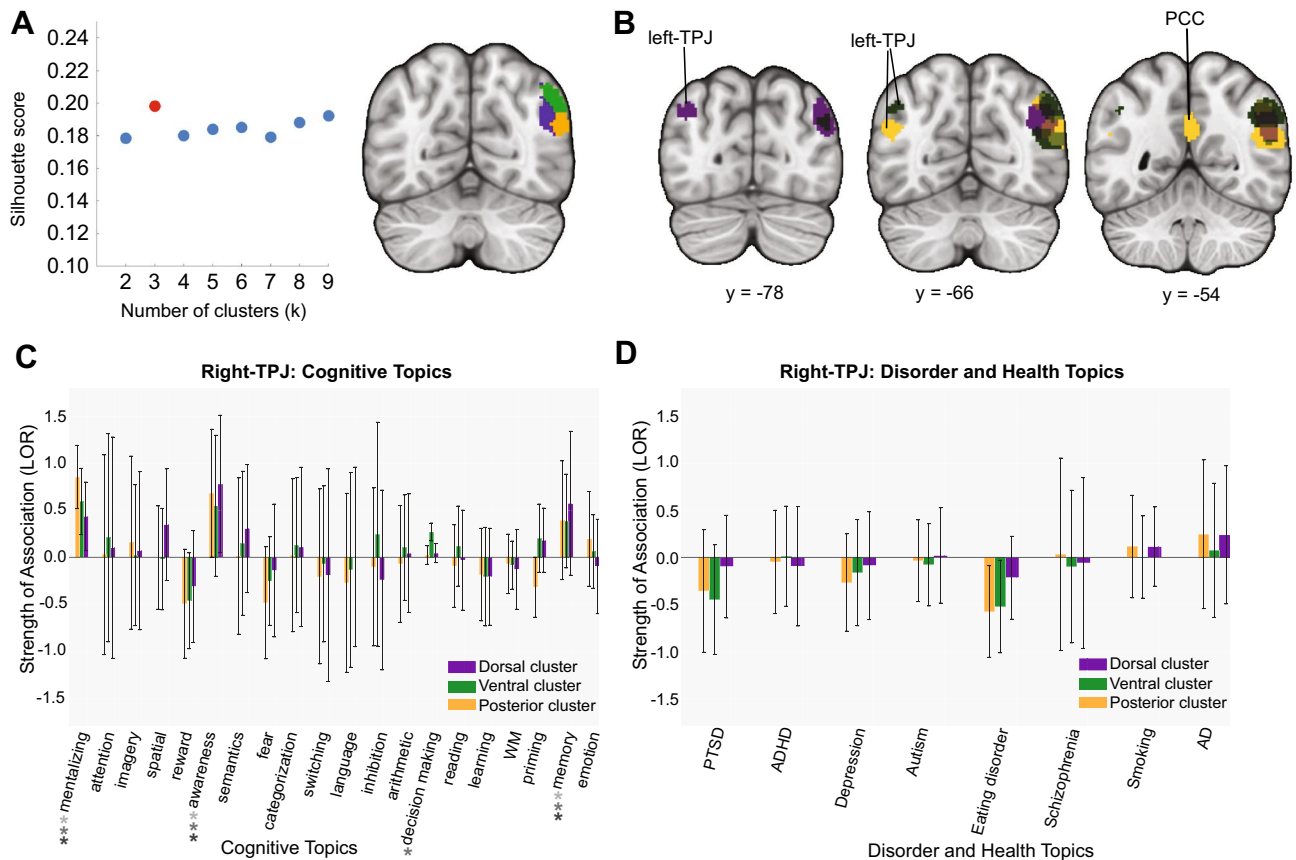 A
0.24
0.22
0.20
0.18
0.16
0.14
0.12
0.10
Silhouette score
2 3 4 5 6 7 8 9
Number of clusters (k)
B
left-TPJ
left-TPJ
PCC
y = -78
y = -66
y = -54
C
Right-TPJ: Cognitive Topics
Strength of Association (LOR)
1.5
1.0
0.5
0.0
-0.5
-1.0
-1.5
Dorsal cluster
Ventral cluster
Posterior cluster
***mentalizing
attention
imagery
spatial
reward
***awareness
semantics
fear
categorization
switching
language
inhibition
arithmetic
*decision making
reading
learning
WM
priming
***memory
emotion
Cognitive Topics
D
Right-TPJ: Disorder and Health Topics
Strength of Association (LOR)
1.5
1.0
0.5
0.0
-0.5
-1.0
-1.5
Dorsal cluster
Ventral cluster
Posterior cluster
PTSD
ADHD
Depression
Autism
Eating disorder
Schizophrenia
Smoking
AD
Disorder and Health Topics